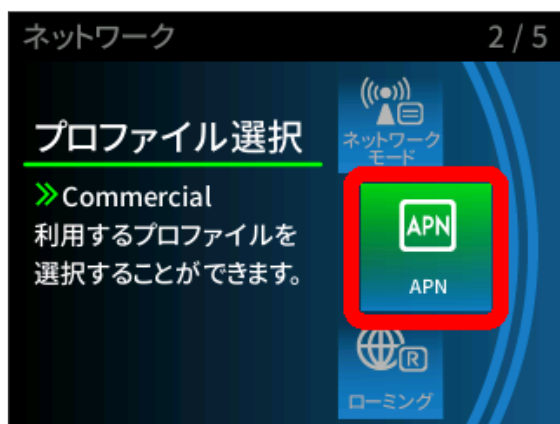 ネットワーク 2 / 5
プロファイル選択
Commercial
利用するプロファイルを
選択することができます。
ネットワーク
モード
APN
APN
R
ローミング